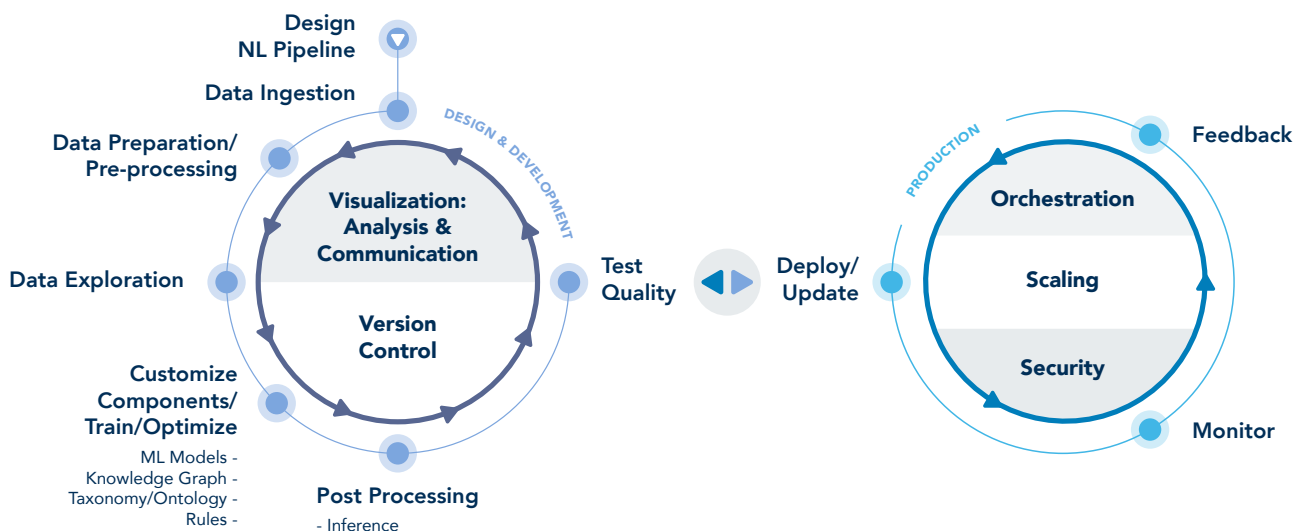 Design
NL Pipeline
Data Ingestion
DESIGN & DEVELOPMENT
Data Preparation/
Pre-processing
Visualization:
Analysis &
Communication
Data Exploration
Test
Quality
Version
Control
Customize
Components/
Train/Optimize
ML Models -
Knowledge Graph -
Taxonomy/Ontology -
Rules -
Post Processing
- Inference
PRODUCTION
Feedback
Orchestration
Deploy/
Update
Scaling
Security
Monitor